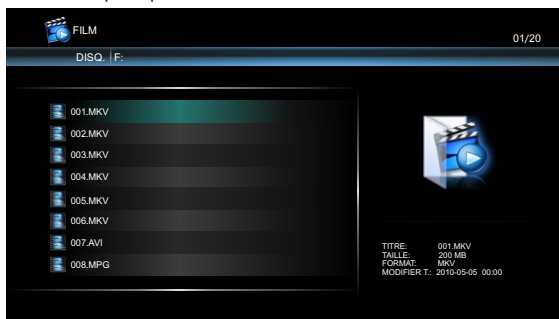 FILM
01/20
DISQ. F:
001.MKV
002.MKV
003.MKV
004.MKV
005.MKV
006.MKV
007.AVI
008.MPG
TITRE: 001.MKV
TAILLE: 200 MB
FORMAT: MKV
MODIFIER T.: 2010-05-05 00:00